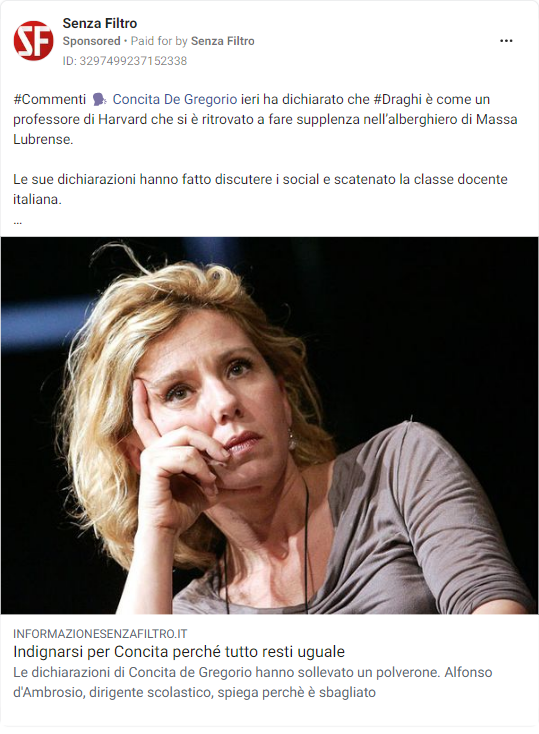 SF
Senza Filtro
Sponsored • Paid for by Senza Filtro
ID: 3297499237152338
#Commenti 🗣 Concita De Gregorio ieri ha dichiarato che #Draghi è come un
professore di Harvard che si è ritrovato a fare supplenza nell'alberghiero di Massa
Lubrense.
Le sue dichiarazioni hanno fatto discutere i social e scatenato la classe docente
italiana.
...
INFORMAZIONESENZAFILTRO.IT
Indignarsi per Concita perché tutto resti uguale
Le dichiarazioni di Concita de Gregorio hanno sollevato un polverone. Alfonso
d'Ambrosio, dirigente scolastico, spiega perchè è sbagliato